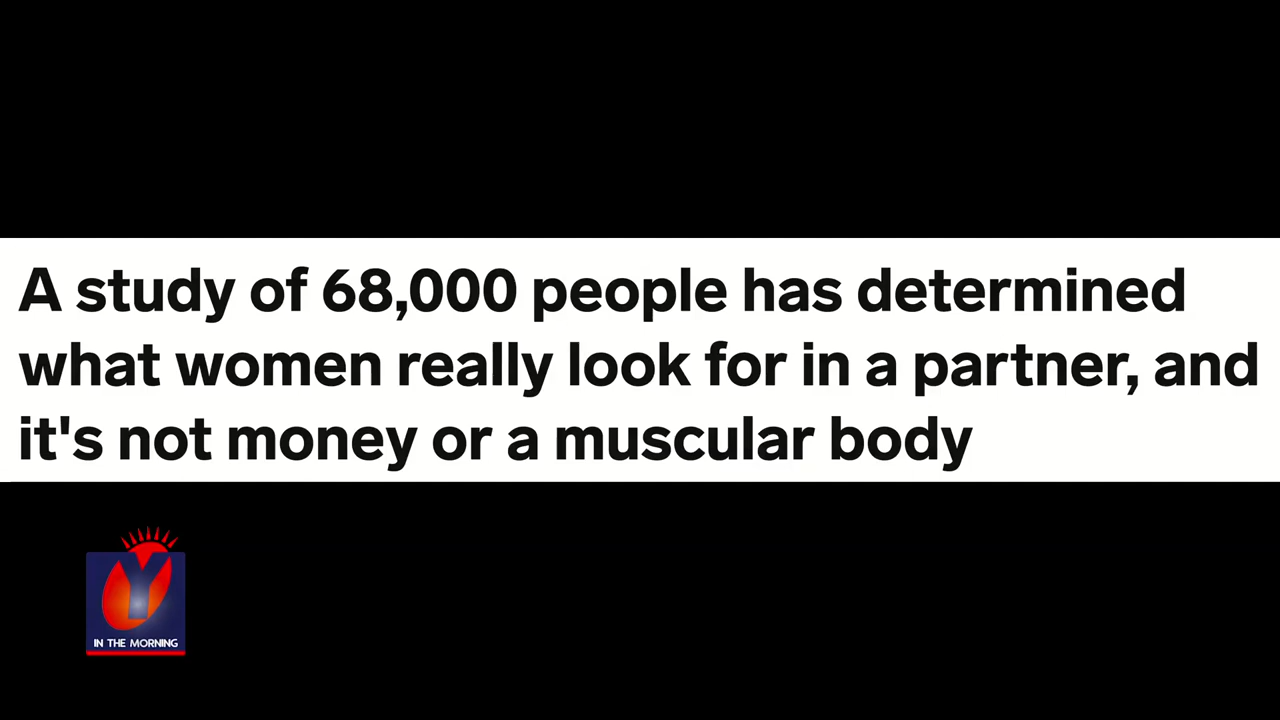 A study of 68,000 people has determined
what women really look for in a partner, and
it's not money or a muscular body
Y
IN THE MORNING